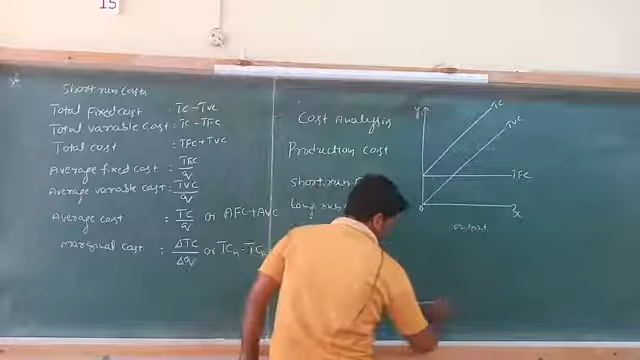 15
Short run costs
Total fixed cost : TC - TVC
Total variable cost : TC - TFC
Total cost : TFC + TVC
Average fixed cost : TFC/q
Average variable cost : TVC/q
Average cost : TC/q or AFC + AVC
Marginal cost : ΔTC/Δq or TCn - TCn
Cost Analysis
Production cost
short run
Long run
Y
TC
TVC
TFC
O
X
output